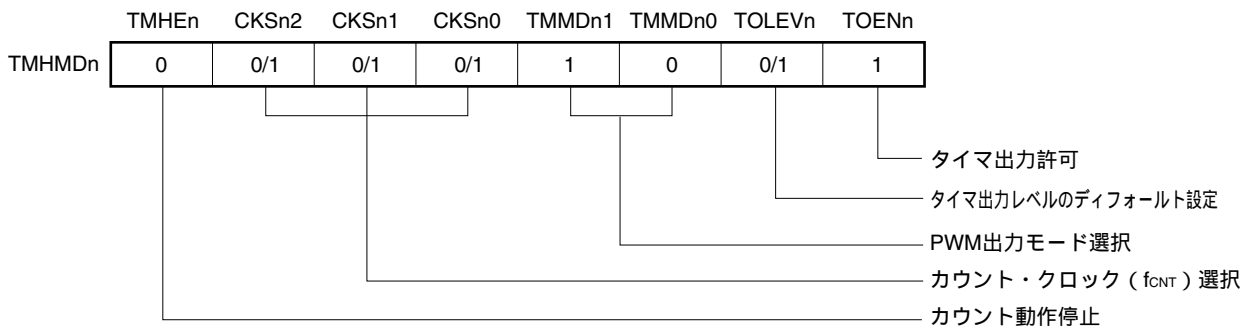 TMHEn CKSn2 CKSn1 CKSn0 TMMDn1 TMMDn0 TOLEVn TOENn
TMHMDn 0 0/1 0/1 0/1 1 0 0/1 1
タイマ出力許可
タイマ出力レベルのディフォールト設定
PWM出力モード選択
カウント・クロック（fCNT）選択
カウント動作停止